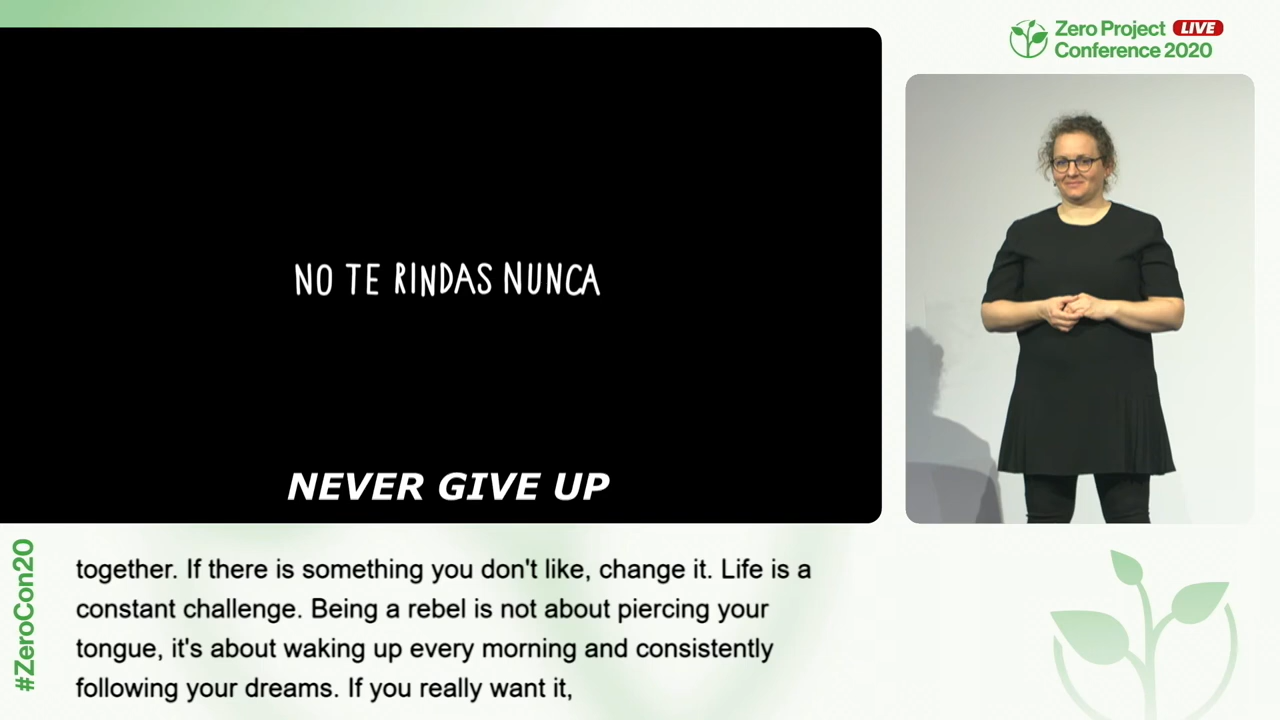 Zero Project LIVE
Conference 2020
NO TE RINDAS NUNCA
NEVER GIVE UP
#ZeroCon20
together. If there is something you don't like, change it. Life is a
constant challenge. Being a rebel is not about piercing your
tongue, it's about waking up every morning and consistently
following your dreams. If you really want it,